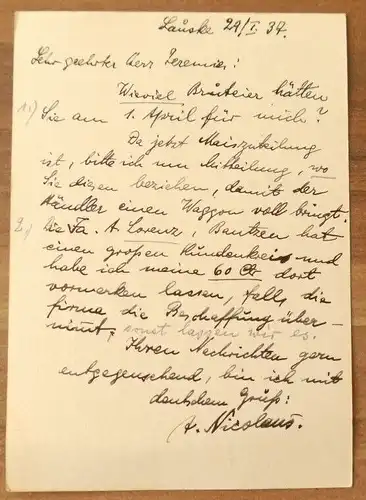 Lauske 29/I. 37.
Sehr geehrter Herr Jeremias:
Wieviel Bruteier hätten
1.) Sie am 1. April für mich?
Da jetzt Maiszuteilung
ist, bitte ich um Mitteilung, wo
Sie diesen beziehen, damit der
Händler einen Waggon voll bringt.
2.) Die Fa. A. Lorenz, Bautzen hat
einen großen Kundenkreis und
habe ich meine 60 Ctr. dort
vormerken lassen, falls die
Firma die Beschaffung über-
nimmt, sonst lassen wir es.
Ihren Nachrichten gern
entgegensehend, bin ich mit
deutschem Gruß:
A. Nicolaus.